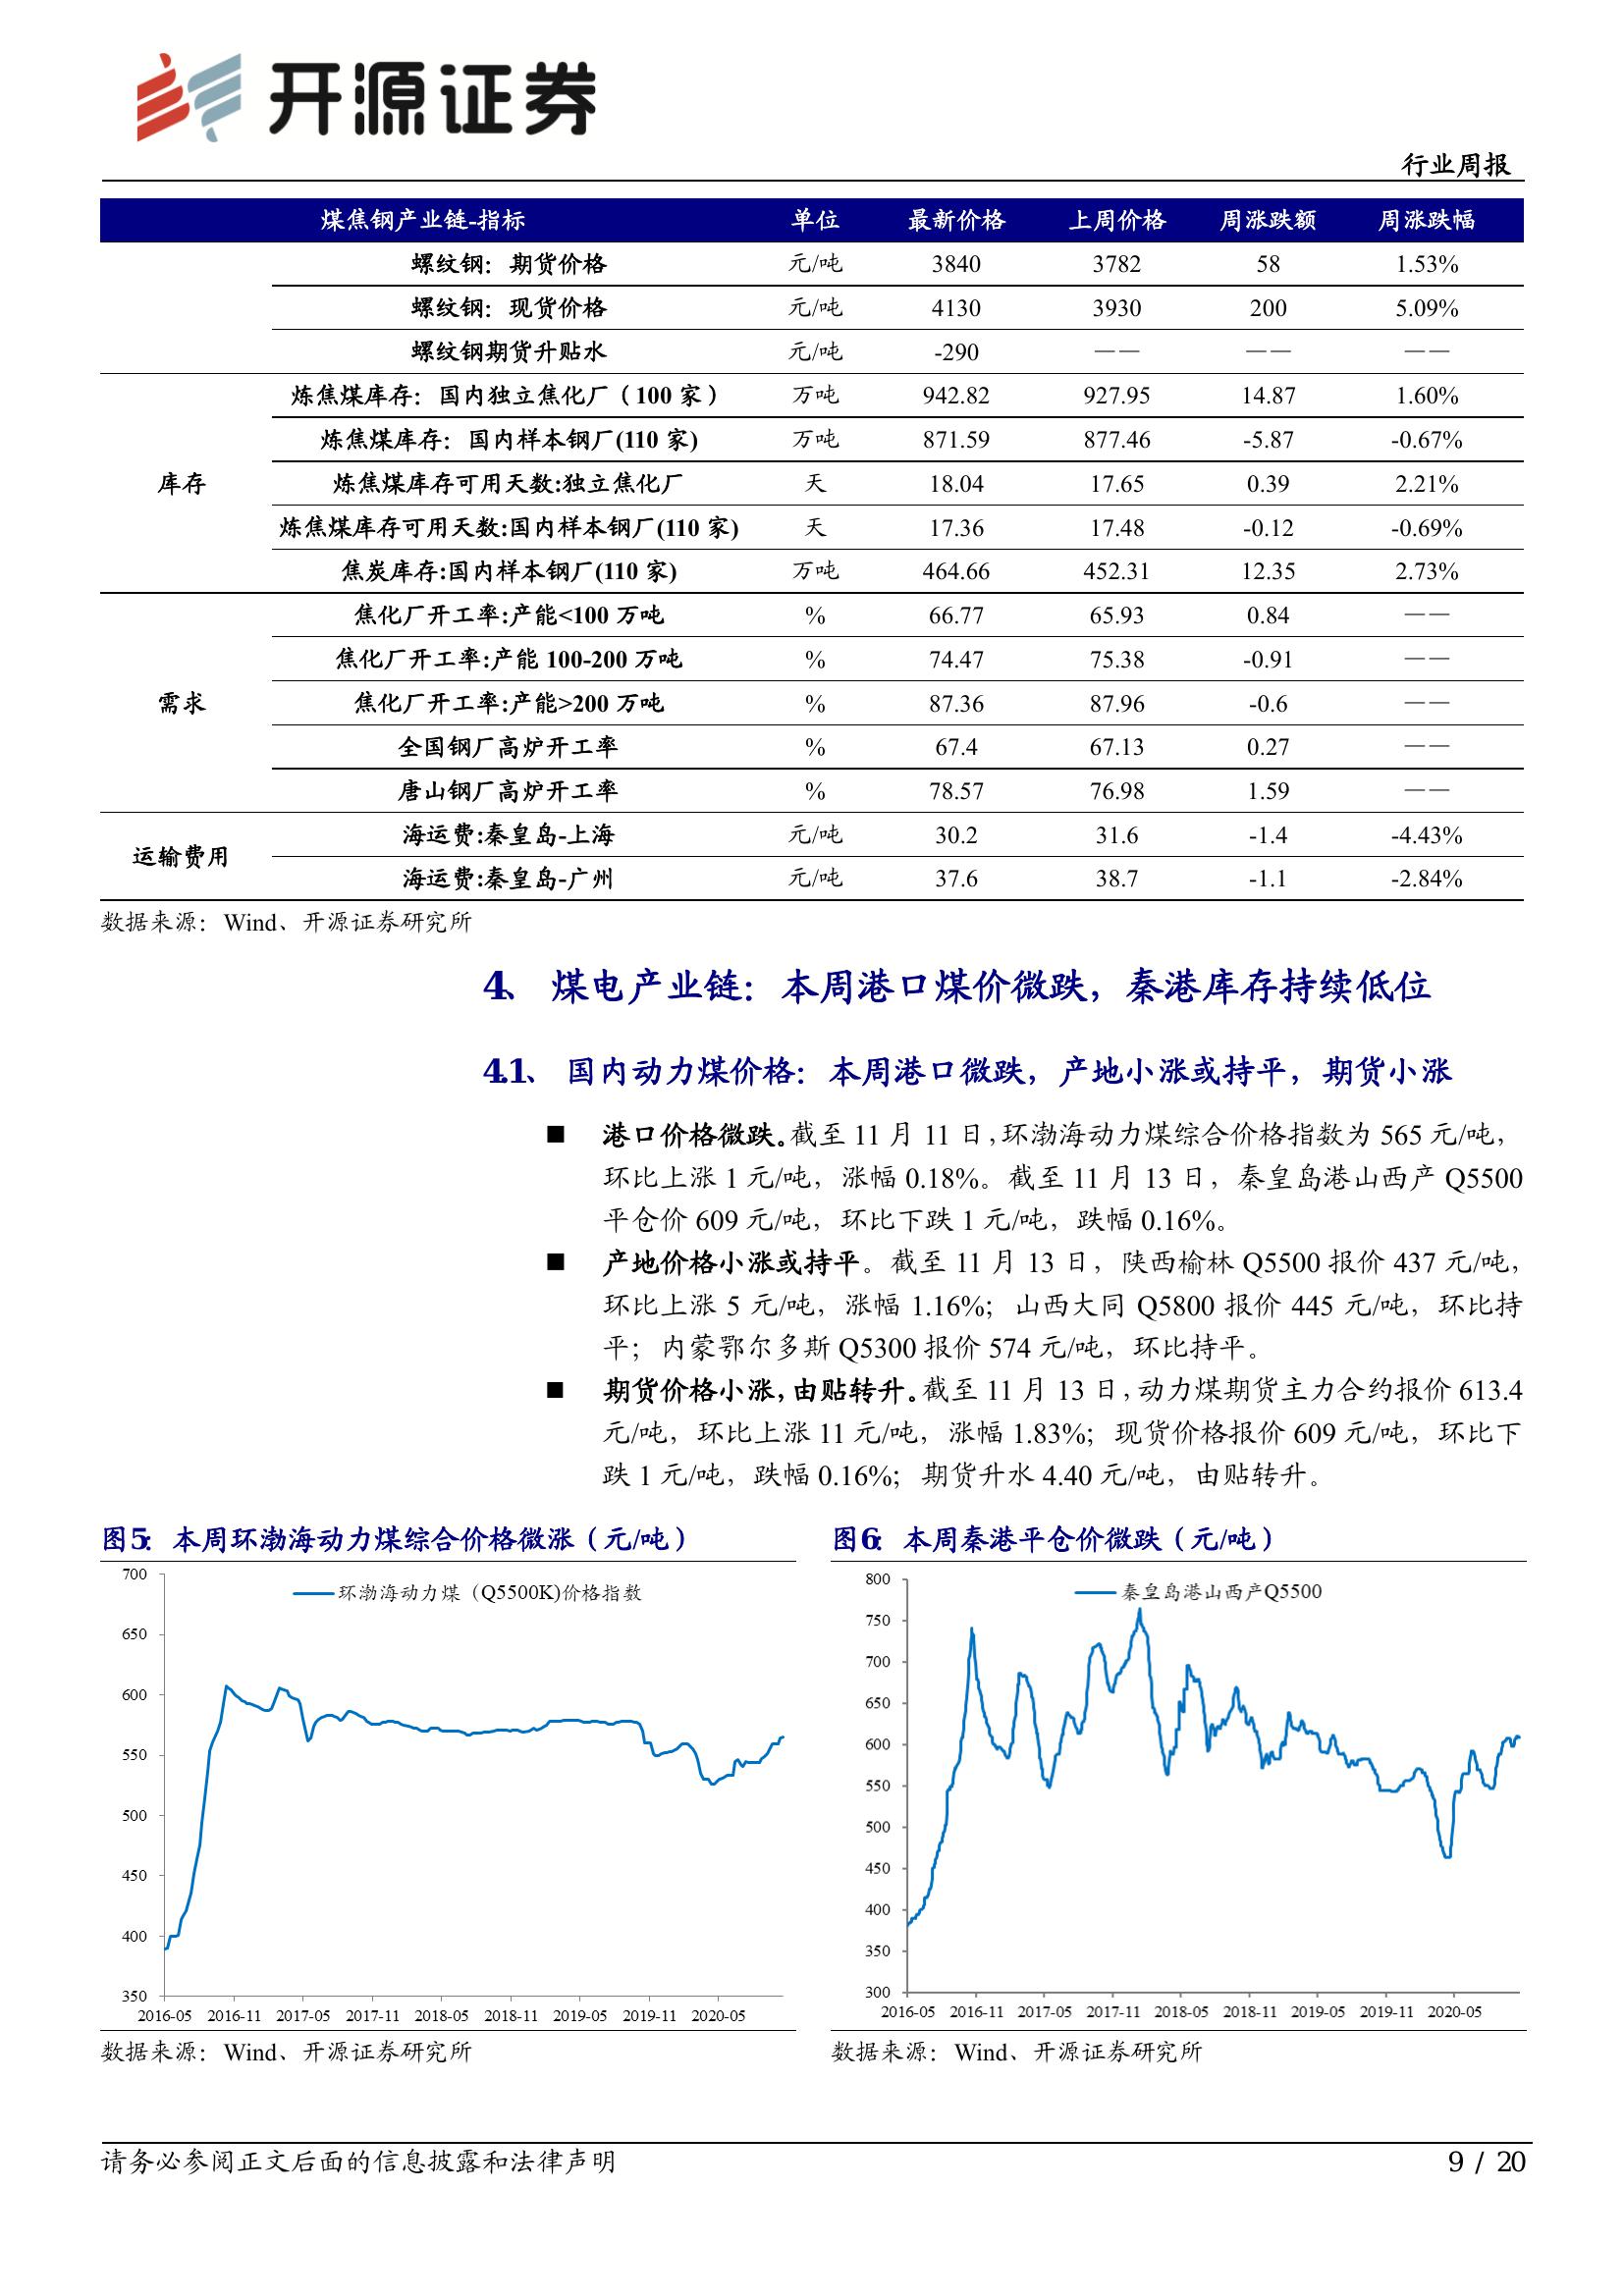 开源证券
行业周报
煤焦钢产业链-指标 单位 最新价格 上周价格 周涨跌额 周涨跌幅
螺纹钢：期货价格 元/吨 3840 3782 58 1.53%
螺纹钢：现货价格 元/吨 4130 3930 200 5.09%
螺纹钢期货升贴水 元/吨 -290 —— —— ——
库存
炼焦煤库存：国内独立焦化厂（100 家） 万吨 942.82 927.95 14.87 1.60%
炼焦煤库存：国内样本钢厂(110 家) 万吨 871.59 877.46 -5.87 -0.67%
炼焦煤库存可用天数:独立焦化厂 天 18.04 17.65 0.39 2.21%
炼焦煤库存可用天数:国内样本钢厂(110 家) 天 17.36 17.48 -0.12 -0.69%
焦炭库存:国内样本钢厂(110 家) 万吨 464.66 452.31 12.35 2.73%
需求
焦化厂开工率:产能<100 万吨 % 66.77 65.93 0.84 ——
焦化厂开工率:产能 100-200 万吨 % 74.47 75.38 -0.91 ——
焦化厂开工率:产能>200 万吨 % 87.36 87.96 -0.6 ——
全国钢厂高炉开工率 % 67.4 67.13 0.27 ——
唐山钢厂高炉开工率 % 78.57 76.98 1.59 ——
运输费用
海运费:秦皇岛-上海 元/吨 30.2 31.6 -1.4 -4.43%
海运费:秦皇岛-广州 元/吨 37.6 38.7 -1.1 -2.84%
数据来源：Wind、开源证券研究所
4、 煤电产业链：本周港口煤价微跌，秦港库存持续低位
4.1、 国内动力煤价格：本周港口微跌，产地小涨或持平，期货小涨
■ 港口价格微跌。截至 11 月 11 日，环渤海动力煤综合价格指数为 565 元/吨，
环比上涨 1 元/吨，涨幅 0.18%。截至 11 月 13 日，秦皇岛港山西产 Q5500
平仓价 609 元/吨，环比下跌 1 元/吨，跌幅 0.16%。
■ 产地价格小涨或持平。截至 11 月 13 日，陕西榆林 Q5500 报价 437 元/吨，
环比上涨 5 元/吨，涨幅 1.16%；山西大同 Q5800 报价 445 元/吨，环比持
平；内蒙鄂尔多斯 Q5300 报价 574 元/吨，环比持平。
■ 期货价格小涨，由贴转升。截至 11 月 13 日，动力煤期货主力合约报价 613.4
元/吨，环比上涨 11 元/吨，涨幅 1.83%；现货价格报价 609 元/吨，环比下
跌 1 元/吨，跌幅 0.16%；期货升水 4.40 元/吨，由贴转升。
图5：本周环渤海动力煤综合价格微涨（元/吨）
环渤海动力煤（Q5500K)价格指数
700
650
600
550
500
450
400
350
2016-05 2016-11 2017-05 2017-11 2018-05 2018-11 2019-05 2019-11 2020-05
数据来源：Wind、开源证券研究所
图6：本周秦港平仓价微跌（元/吨）
秦皇岛港山西产Q5500
800
750
700
650
600
550
500
450
400
350
300
2016-05 2016-11 2017-05 2017-11 2018-05 2018-11 2019-05 2019-11 2020-05
数据来源：Wind、开源证券研究所
请务必参阅正文后面的信息披露和法律声明
9 / 20